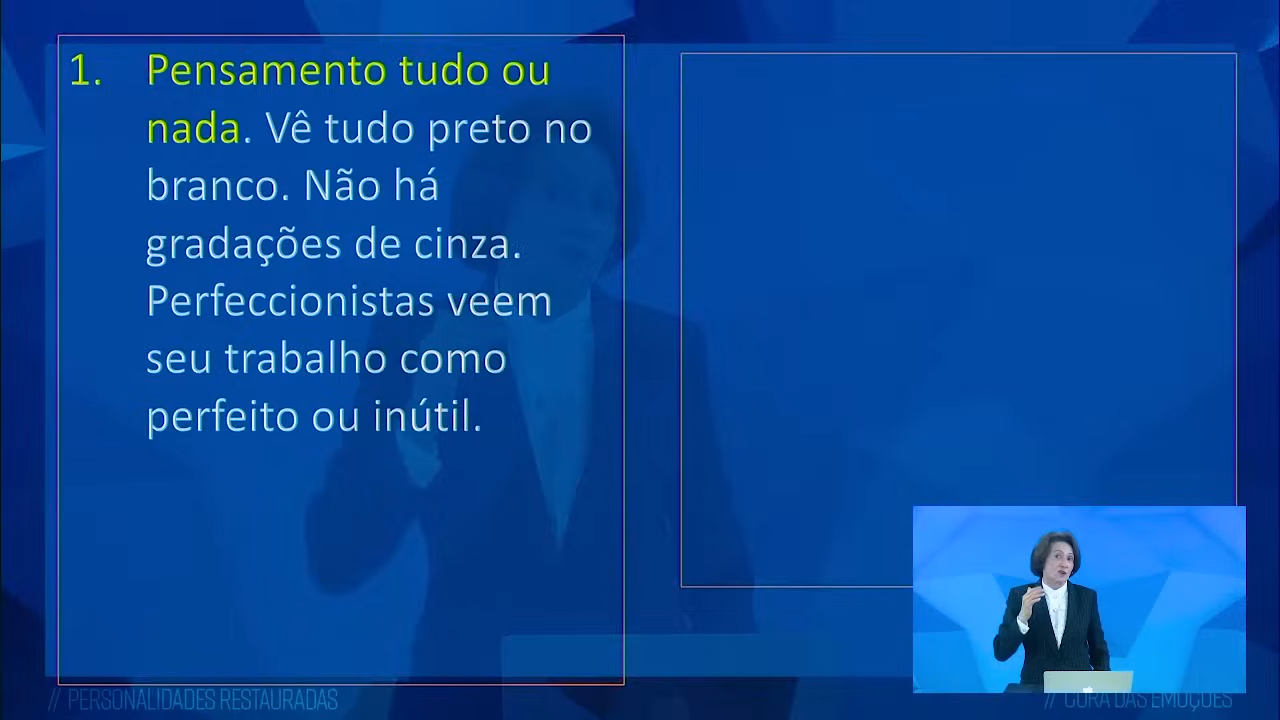 1. Pensamento tudo ou
nada. Vê tudo preto no
branco. Não há
gradações de cinza.
Perfeccionistas veem
seu trabalho como
perfeito ou inútil.
// PERSONALIDADES RESTAURADAS
// CURA DAS EMOÇÕES